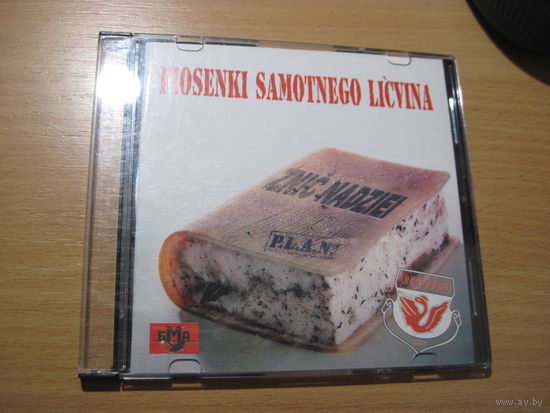 PIOSENKI SAMOTNEGO LIĆVINA
ZNIČ NADZIEI
P.L.A.N.
БМА
www.ay.by